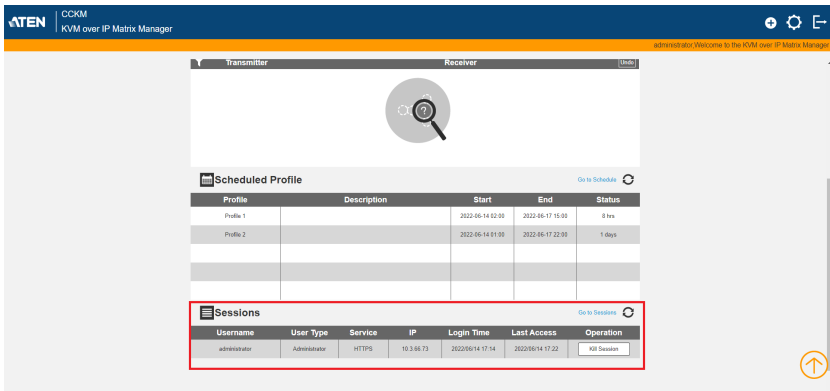 ATEN
CCKM
KVM over IP Matrix Manager
administrator,Welcome to the KVM over IP Matrix Manager
Transmitter Receiver Undo
?
Scheduled Profile Go to Schedule
Profile Description Start End Status
Profile 1 2022-06-14 02:00 2022-06-17 15:00 8 hrs
Profile 2 2022-06-14 01:00 2022-06-17 22:00 1 days
Sessions Go to Sessions
Username User Type Service IP Login Time Last Access Operation
administrator Administrator HTTPS 10.3.66.73 2022/06/14 17:14 2022/06/14 17:22 Kill Session